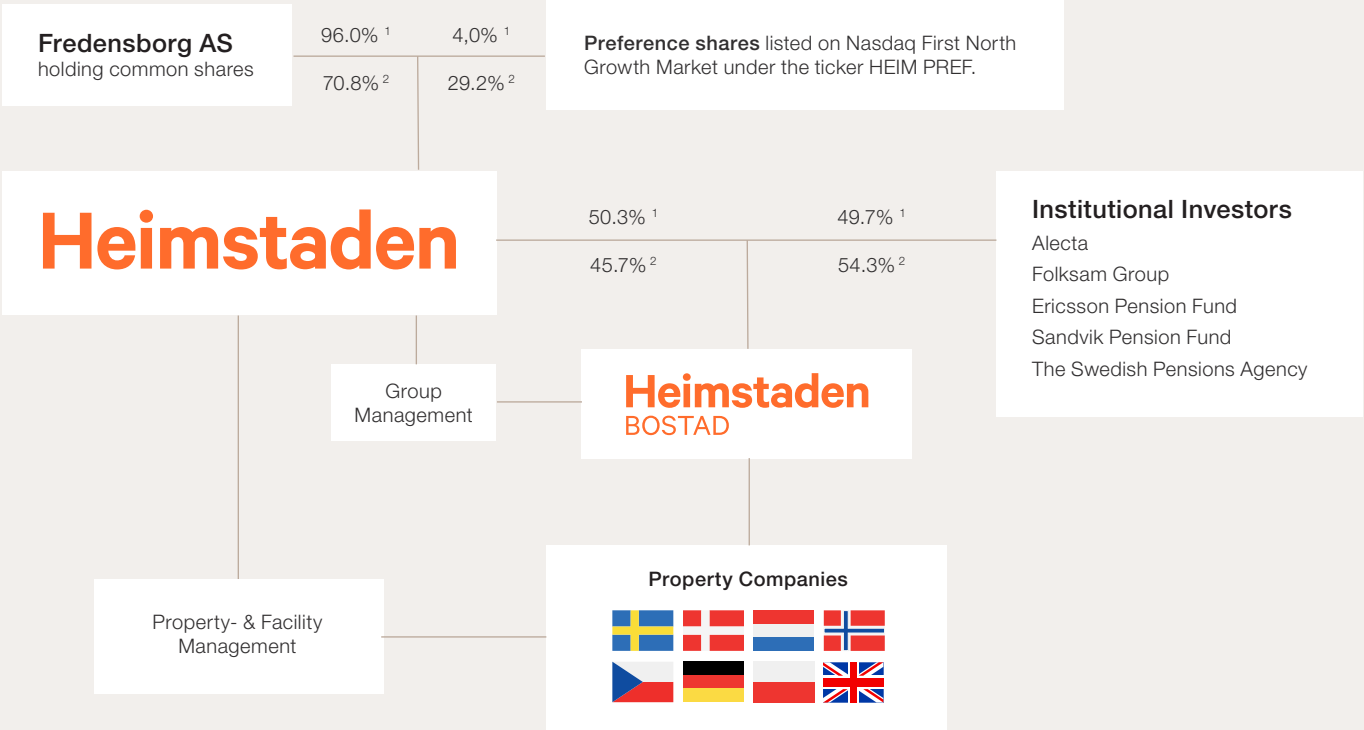 Fredensborg AS
holding common shares
96.0% 1
4,0% 1
70.8% 2
29.2% 2
Preference shares listed on Nasdaq First North
Growth Market under the ticker HEIM PREF.
Heimstaden
50.3% 1
49.7% 1
45.7% 2
54.3% 2
Institutional Investors
Alecta
Folksam Group
Ericsson Pension Fund
Sandvik Pension Fund
The Swedish Pensions Agency
Group
Management
Heimstaden
BOSTAD
Property- & Facility
Management
Property Companies